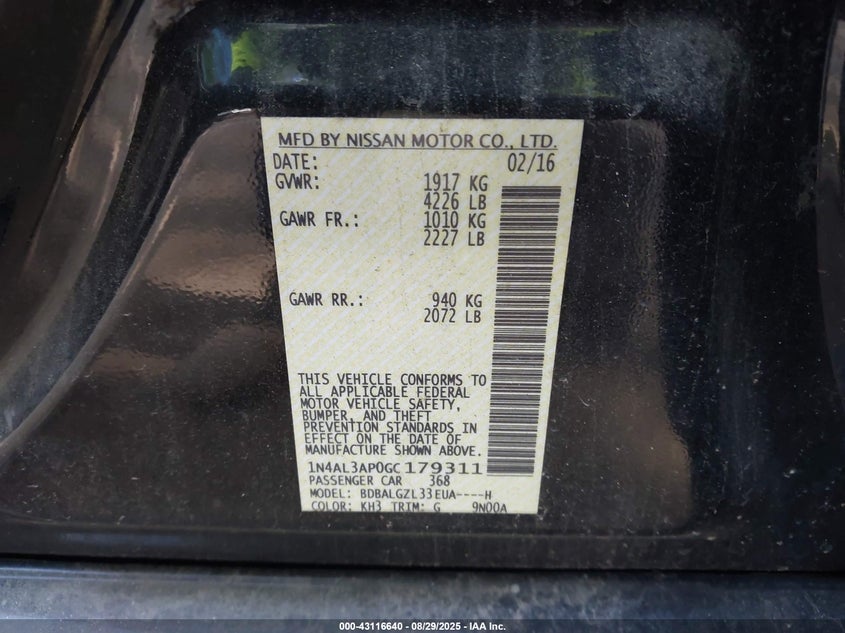 MFD BY NISSAN MOTOR CO., LTD.
DATE: 02/16
GVWR: 1917 KG
4226 LB
GAWR FR.: 1010 KG
2227 LB
GAWR RR.: 940 KG
2072 LB
THIS VEHICLE CONFORMS TO
ALL APPLICABLE FEDERAL
MOTOR VEHICLE SAFETY,
BUMPER, AND THEFT
PREVENTION STANDARDS IN
EFFECT ON THE DATE OF
MANUFACTURE SHOWN ABOVE.
1N4AL3AP0GC179311
PASSENGER CAR 368
MODEL: BDBALGZL33EUA----H
COLOR: KH3 TRIM: G 9N00A
000-43116640 - 08/29/2025 - IAA Inc.